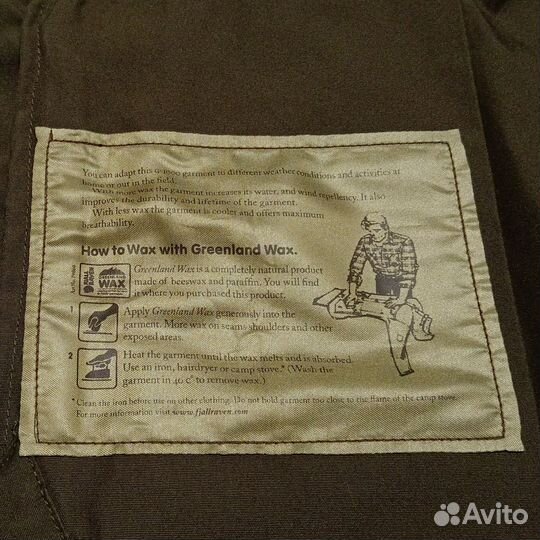 You can adapt this G-1000 garment to different weather conditions and activities at
home or out in the field.
With more wax the garment increases its water, and wind repellency. It also
improves the durability and lifetime of the garment.
With less wax the garment is cooler and offers maximum
breathability.
How to Wax with Greenland Wax.
FJÄLL
RÄVEN
GREENLAND
WAX
Greenland Wax is a completely natural product
made of beeswax and paraffin. You will find
it where you purchased this product.
1
Apply Greenland Wax generously into the
garment. More wax on seams shoulders and other
exposed areas.
2
Heat the garment until the wax melts and is absorbed.
Use an iron, hairdryer or camp stove.* (Wash the
garment in 40 c° to remove wax.)
* Clean the iron before use on other clothing. Do not hold garment too close to the flame of the camp stove.
For more information visit www.fjallraven.com
Avito